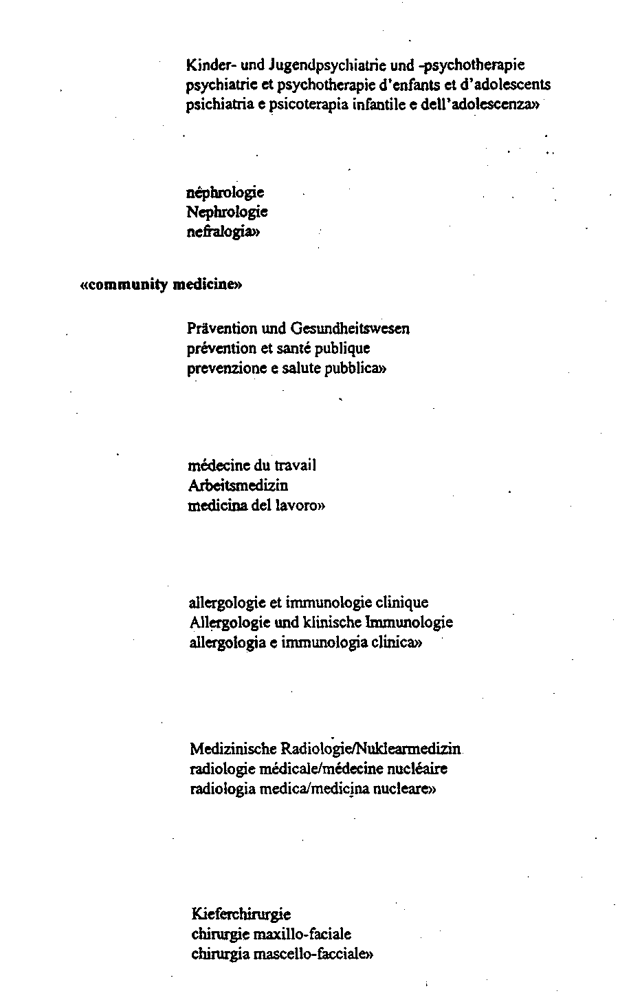 Kinder- und Jugendpsychiatrie und -psychotherapie
psychiatrie et psychotherapie d'enfants et d'adolescents
psichiatria e psicoterapia infantile e dell'adolescenza»
néphrologie
Nephrologie
nefralogia»
«community medicine»
Prävention und Gesundheitswesen
prévention et santé publique
prevenzione e salute pubblica»
médecine du travail
Arbeitsmedizin
medicina del lavoro»
allergologie et immunologie clinique
Allergologie und klinische Immunologie
allergologia e immunologia clinica»
Medizinische Radiologie/Nuklearmedizin
radiologie médicale/médecine nucléaire
radiologia medica/medicina nucleare»
Kieferchirurgie
chirurgie maxillo-faciale
chirurgia mascello-facciale»